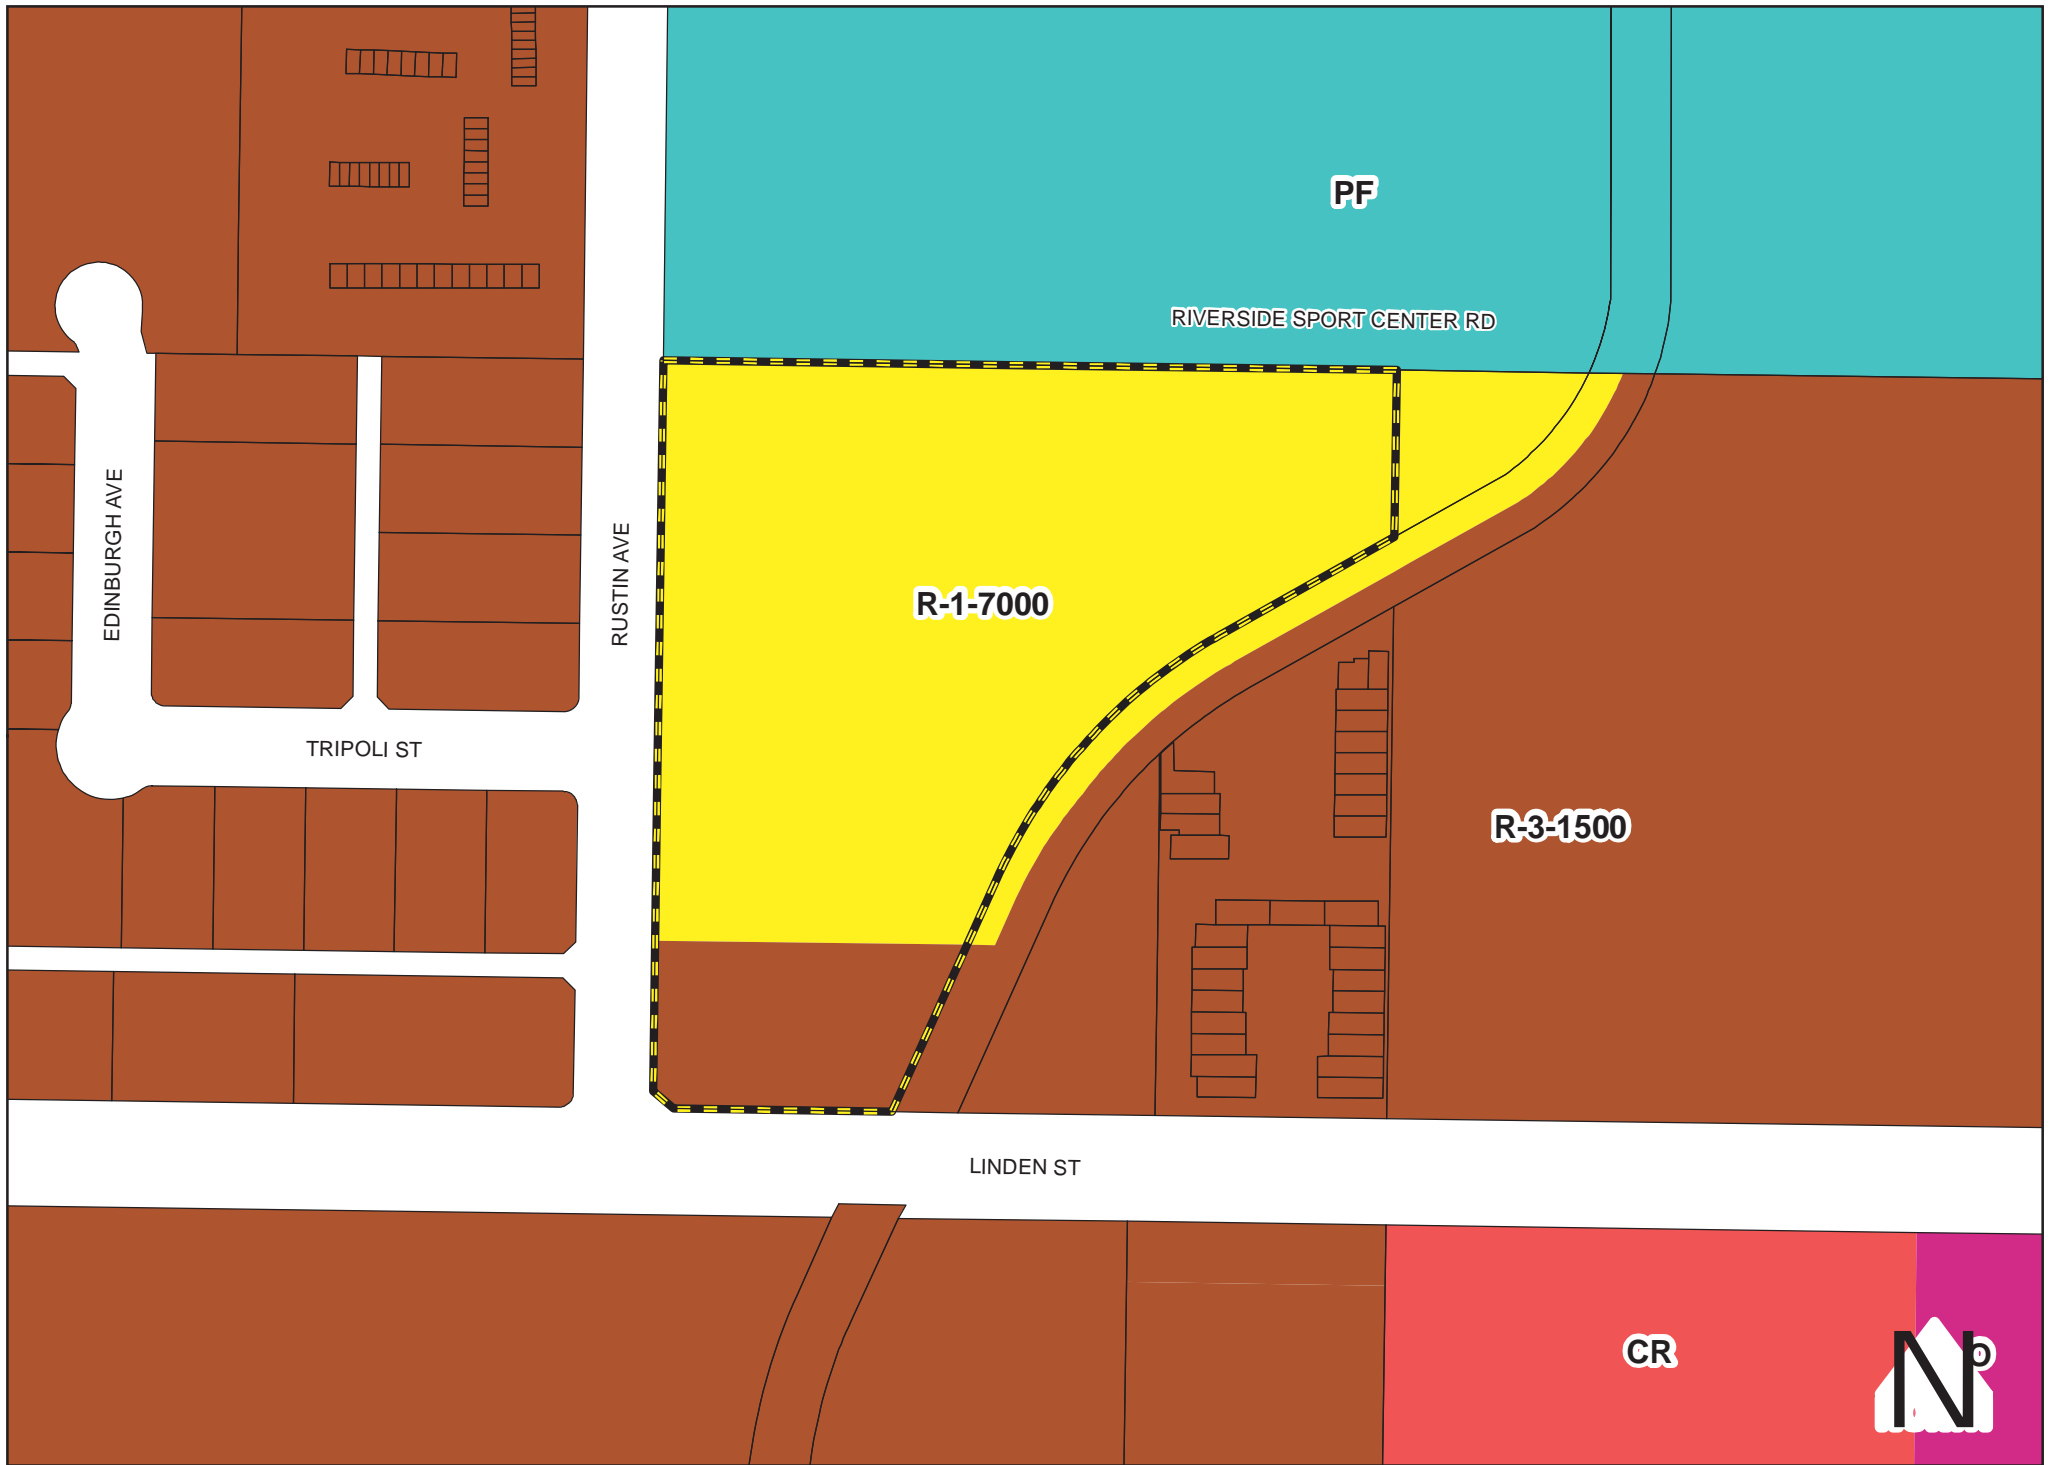 PF
RIVERSIDE SPORT CENTER RD
EDINBURGH AVE
RUSTIN AVE
R-1-7000
TRIPOLI ST
R-3-1500
LINDEN ST
CR
N